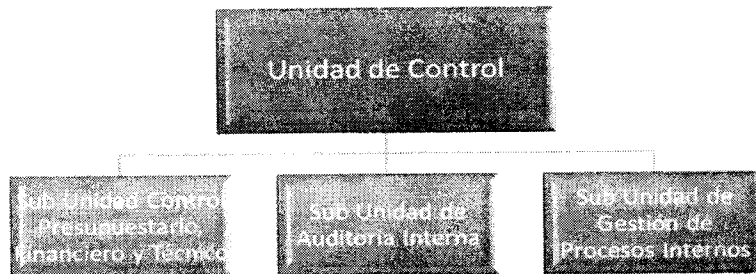 Unidad de Control
Sub Unidad Control
Presupuestario,
Financiero y Técnico
Sub Unidad de
Auditoria Interna
Sub Unidad de
Gestión de
Procesos Internos